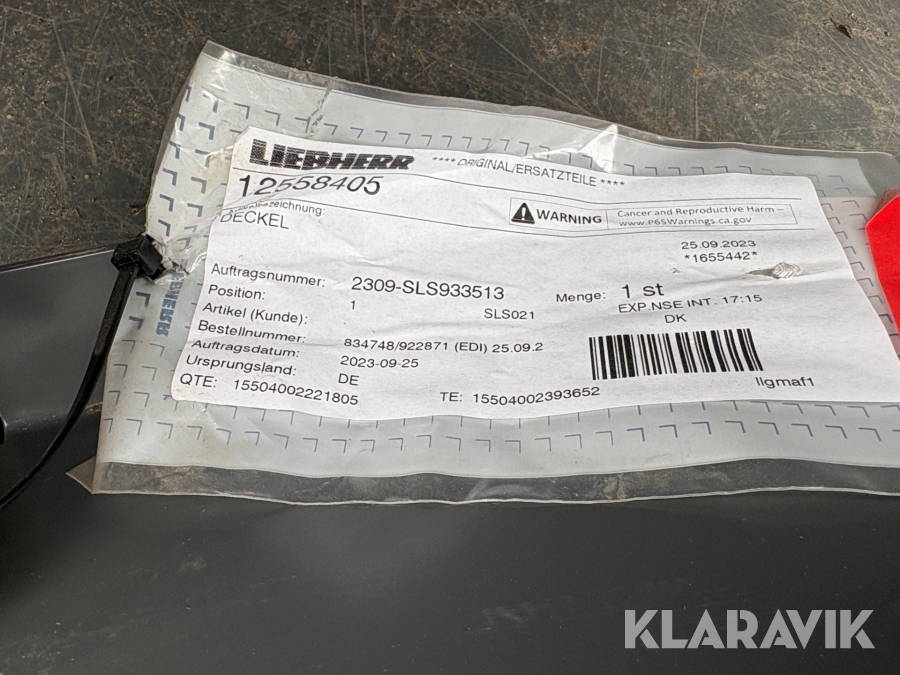 LIEBHERR
**** ORIGINAL/ERSATZTEILE ****
12558405
DECKEL
WARNING
Cancer and Reproductive Harm –
www.P65Warnings.ca.gov
25.09.2023
*1655442*
Auftragsnummer: 2309-SLS933513
Menge: 1 st
Position: 1
EXP.NSE INT. 17:15
Artikel (Kunde): SLS021
DK
Bestellnummer: 834748/922871 (EDI) 25.09.2
Auftragsdatum: 2023-09-25
Ursprungsland: DE
llgmaf1
QTE: 15504002221805
TE: 15504002393652
KLARAVIK